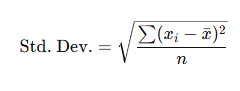 Std. Dev. = √(∑(xᵢ − x̄)² / n)